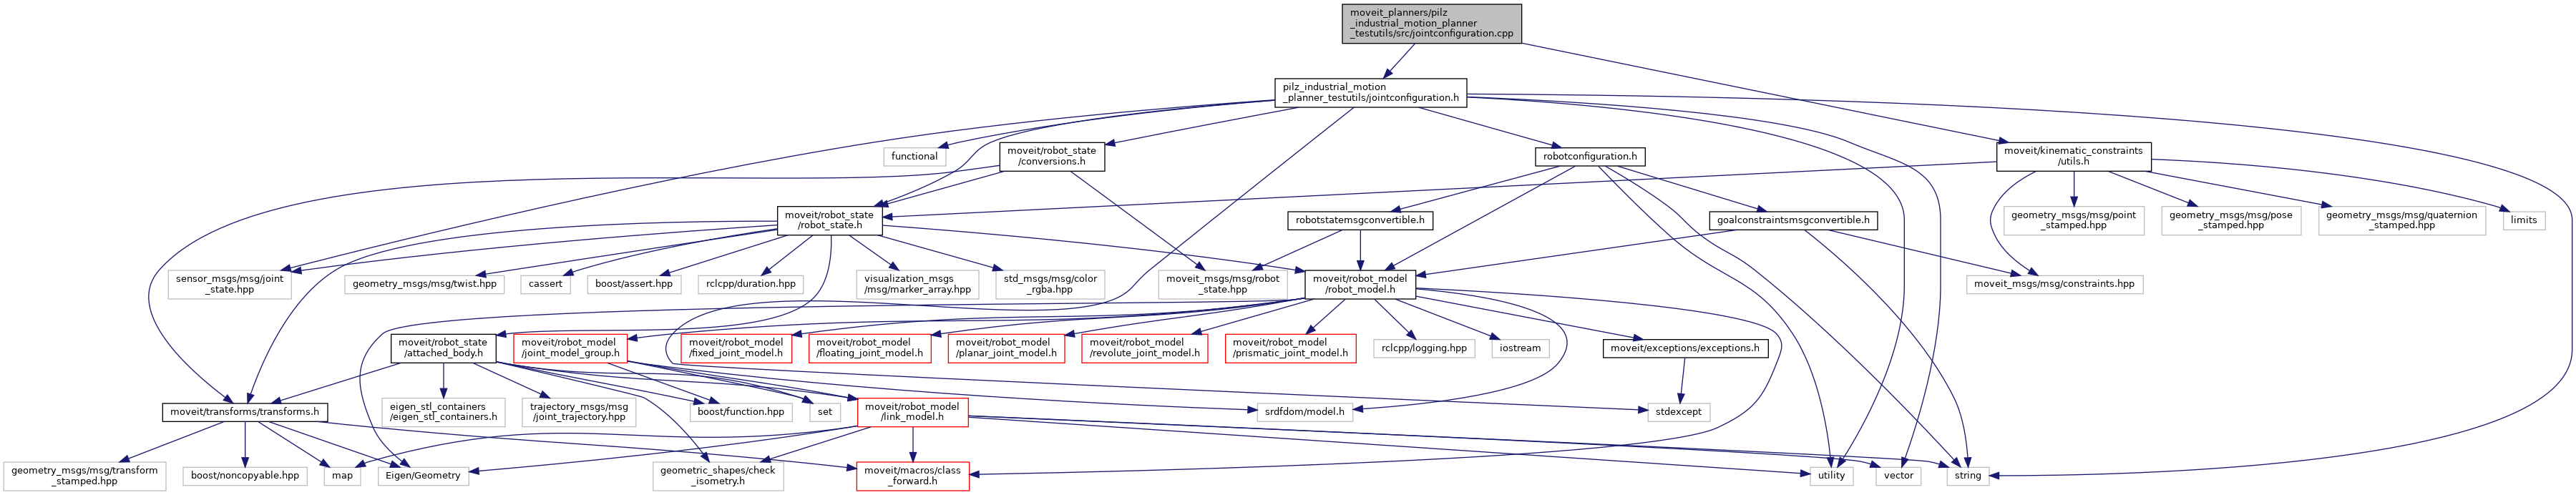 moveit_planners/pilz
_industrial_motion_planner
_testutils/src/jointconfiguration.cpp
pilz_industrial_motion
_planner_testutils/jointconfiguration.h
functional
moveit/robot_state
/conversions.h
robotconfiguration.h
moveit/kinematic_constraints
/utils.h
moveit/robot_state
/robot_state.h
robotstatemsgconvertible.h
goalconstraintsmsgconvertible.h
geometry_msgs/msg/point
_stamped.hpp
geometry_msgs/msg/pose
_stamped.hpp
geometry_msgs/msg/quaternion
_stamped.hpp
limits
sensor_msgs/msg/joint
_state.hpp
geometry_msgs/msg/twist.hpp
cassert
boost/assert.hpp
rclcpp/duration.hpp
visualization_msgs
/msg/marker_array.hpp
std_msgs/msg/color
_rgba.hpp
moveit_msgs/msg/robot
_state.hpp
moveit/robot_model
/robot_model.h
moveit_msgs/msg/constraints.hpp
moveit/robot_state
/attached_body.h
moveit/robot_model
/joint_model_group.h
moveit/robot_model
/fixed_joint_model.h
moveit/robot_model
/floating_joint_model.h
moveit/robot_model
/planar_joint_model.h
moveit/robot_model
/revolute_joint_model.h
moveit/robot_model
/prismatic_joint_model.h
rclcpp/logging.hpp
iostream
moveit/exceptions/exceptions.h
moveit/transforms/transforms.h
eigen_stl_containers
/eigen_stl_containers.h
trajectory_msgs/msg
/joint_trajectory.hpp
boost/function.hpp
set
moveit/robot_model
/link_model.h
srdfdom/model.h
stdexcept
geometry_msgs/msg/transform
_stamped.hpp
boost/noncopyable.hpp
map
Eigen/Geometry
geometric_shapes/check
_isometry.h
moveit/macros/class
_forward.h
utility
vector
string